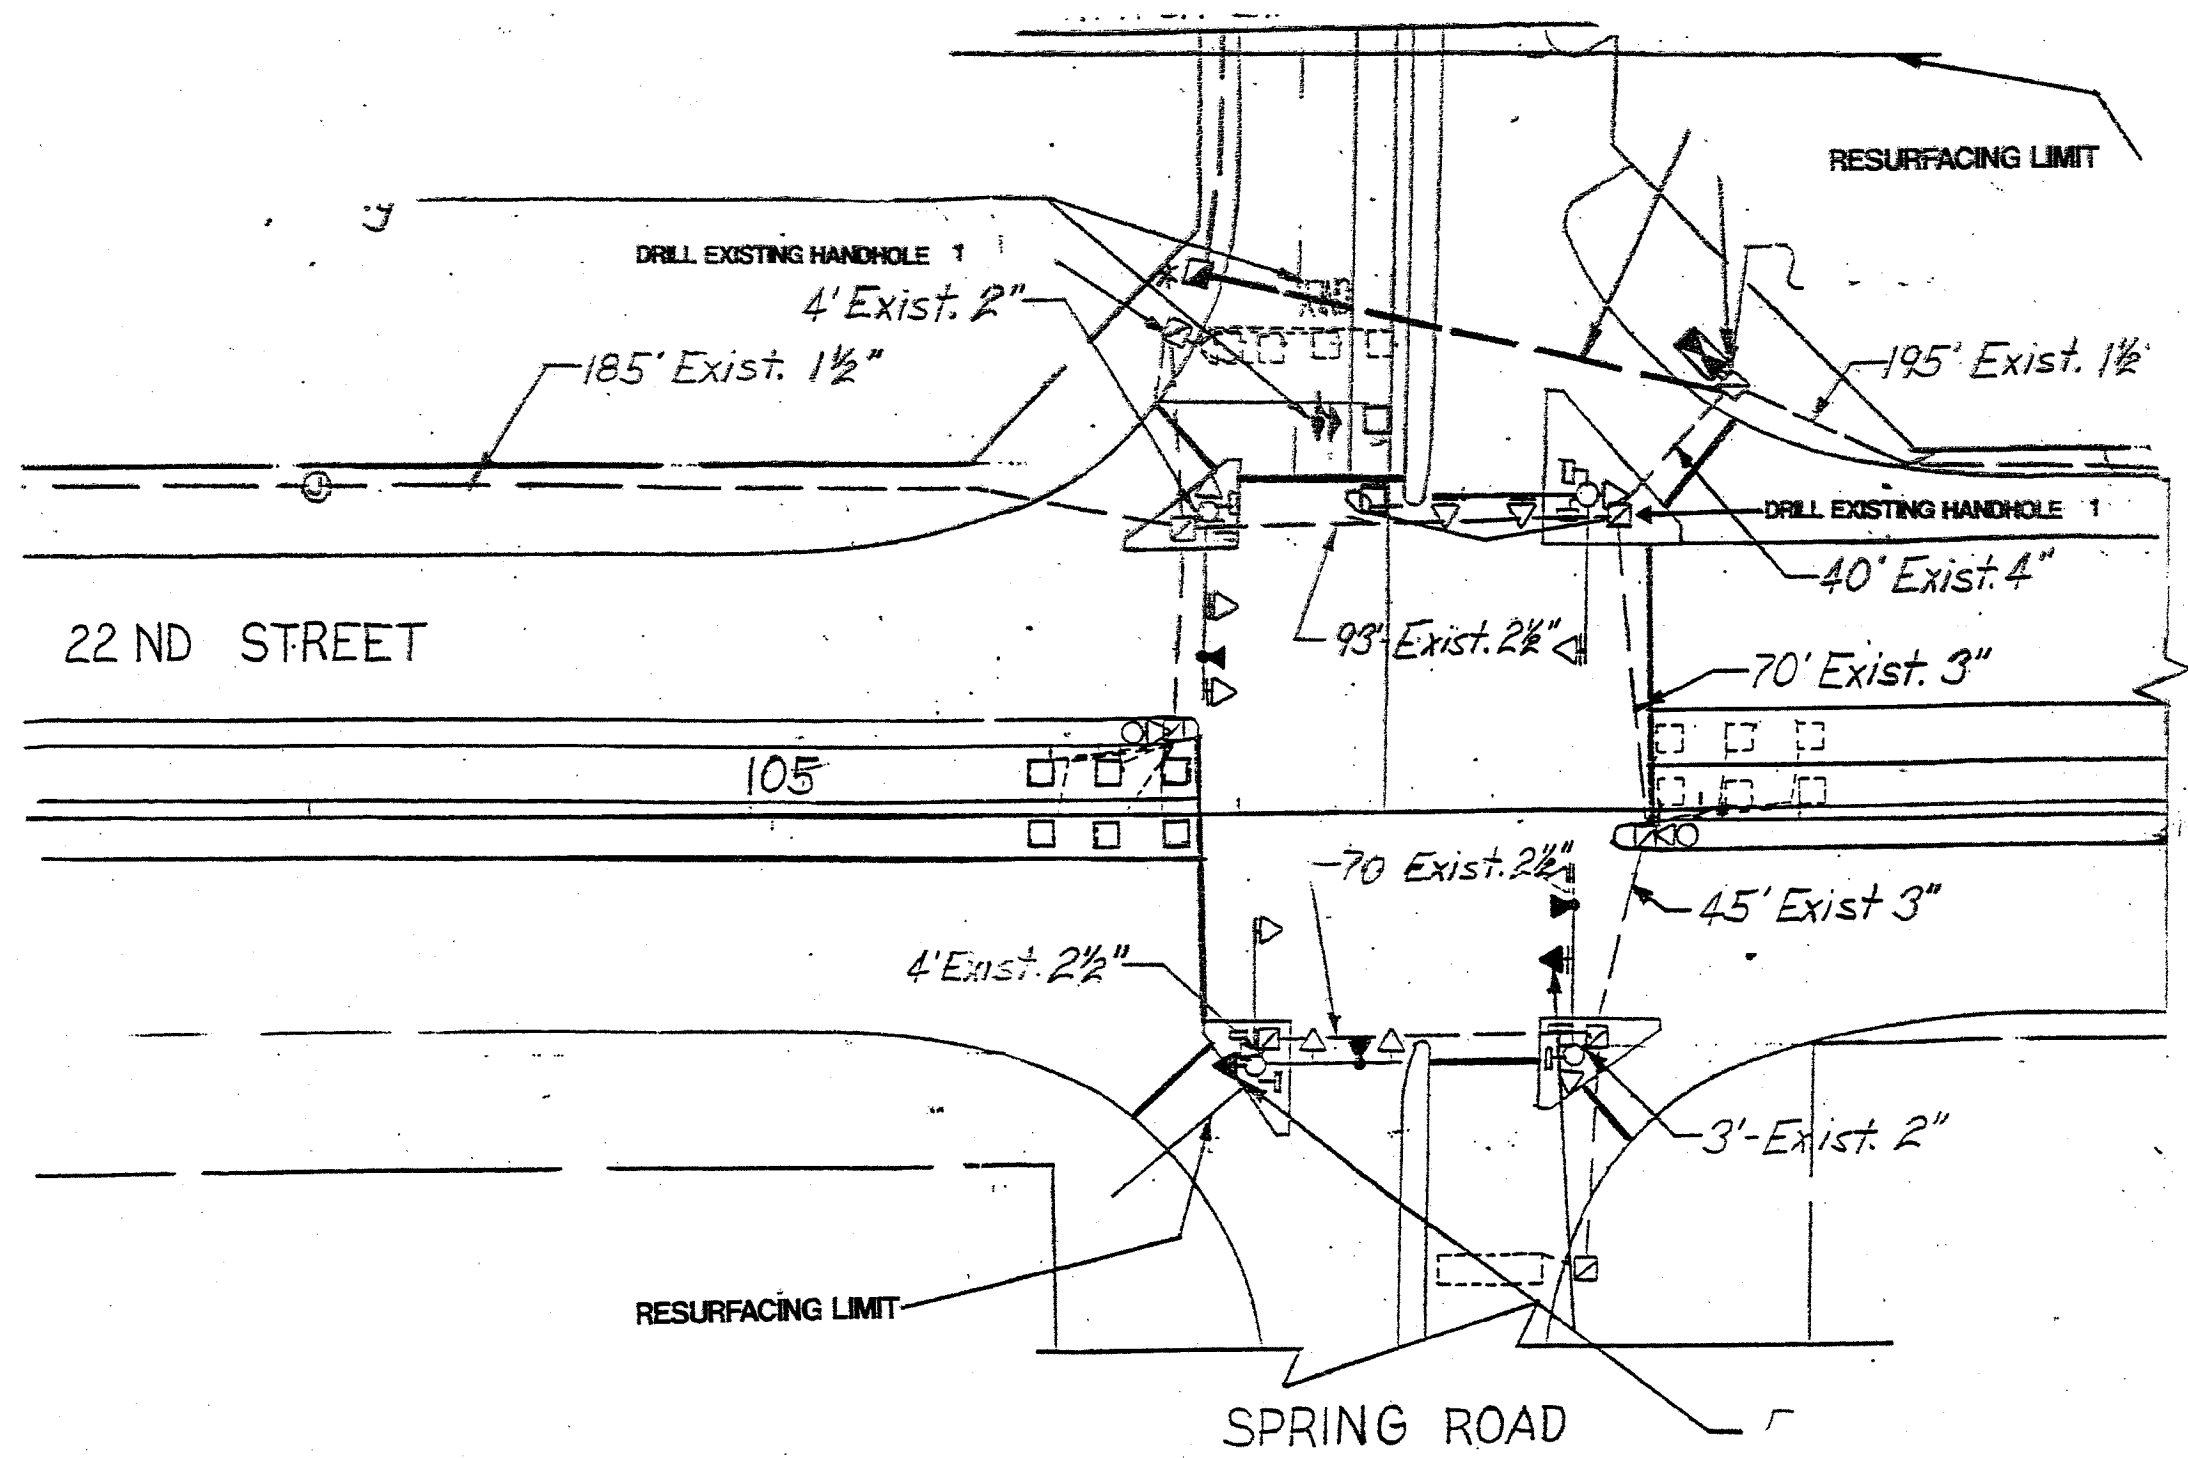 RESURFACING LIMIT
DRILL EXISTING HANDHOLE 1
4' Exist. 2"
185' Exist. 1½"
195' Exist. 1½
DRILL EXISTING HANDHOLE 1
40' Exist. 4"
22 ND STREET
93'-Exist. 2½"
70' Exist. 3"
105
70 Exist. 2½"
45' Exist 3"
4' Exist. 2½"
3'-Exist. 2"
RESURFACING LIMIT
SPRING ROAD